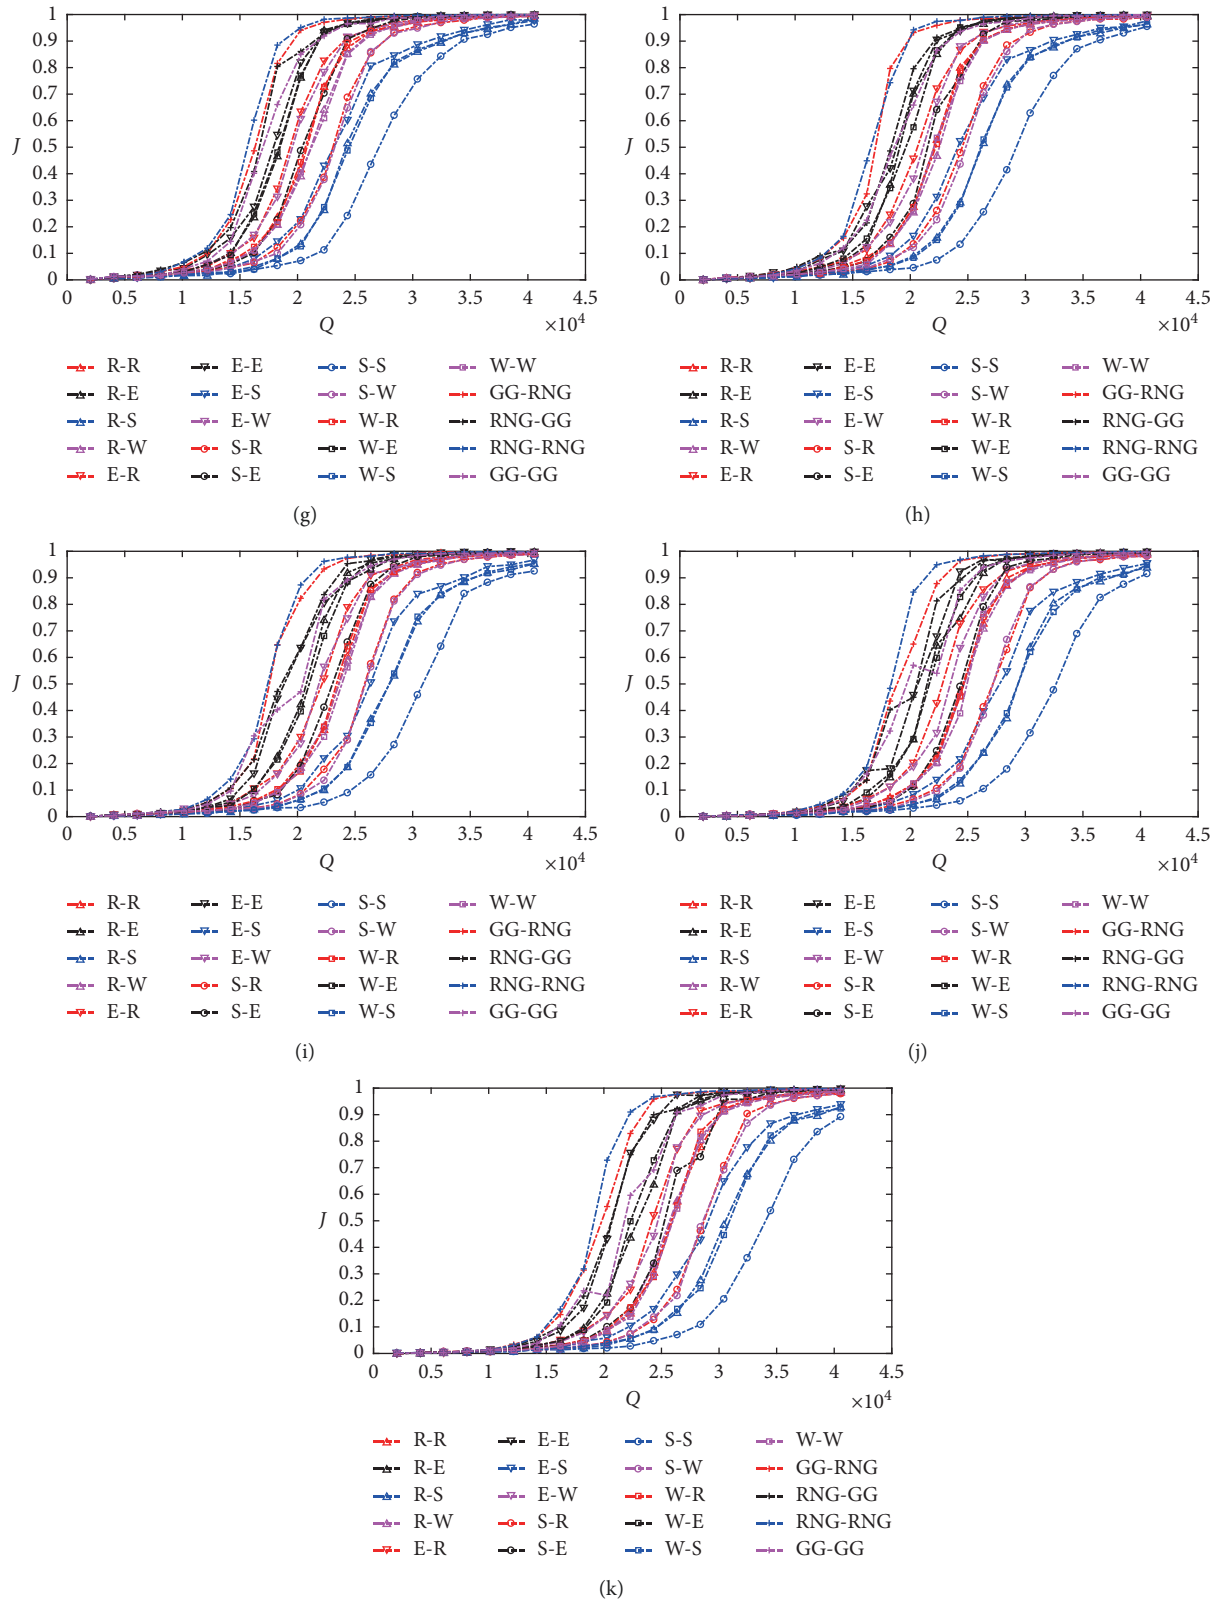 1
0.9
0.8
0.7
0.6
0.5
0.4
0.3
0.2
0.1
0
J
0 0.5 1 1.5 2 2.5 3 3.5 4 4.5
Q ×10⁴
R-R E-E S-S W-W
R-E E-S S-W GG-RNG
R-S E-W W-R RNG-GG
R-W S-R W-E RNG-RNG
E-R S-E W-S GG-GG
(g)
1
0.9
0.8
0.7
0.6
0.5
0.4
0.3
0.2
0.1
0
J
0 0.5 1 1.5 2 2.5 3 3.5 4 4.5
Q ×10⁴
R-R E-E S-S W-W
R-E E-S S-W GG-RNG
R-S E-W W-R RNG-GG
R-W S-R W-E RNG-RNG
E-R S-E W-S GG-GG
(h)
1
0.9
0.8
0.7
0.6
0.5
0.4
0.3
0.2
0.1
0
J
0 0.5 1 1.5 2 2.5 3 3.5 4 4.5
Q
×10⁴
R-R E-E S-S W-W
R-E E-S S-W GG-RNG
R-S E-W W-R RNG-GG
R-W S-R W-E RNG-RNG
E-R S-E W-S GG-GG
(i)
1
0.9
0.8
0.7
0.6
0.5
0.4
0.3
0.2
0.1
0
J
0 0.5 1 1.5 2 2.5 3 3.5 4 4.5
Q
×10⁴
R-R E-E S-S W-W
R-E E-S S-W GG-RNG
R-S E-W W-R RNG-GG
R-W S-R W-E RNG-RNG
E-R S-E W-S GG-GG
(j)
1
0.9
0.8
0.7
0.6
0.5
0.4
0.3
0.2
0.1
0
J
0 0.5 1 1.5 2 2.5 3 3.5 4 4.5
Q ×10⁴
R-R E-E S-S W-W
R-E E-S S-W GG-RNG
R-S E-W W-R RNG-GG
R-W S-R W-E RNG-RNG
E-R S-E W-S GG-GG
(k)